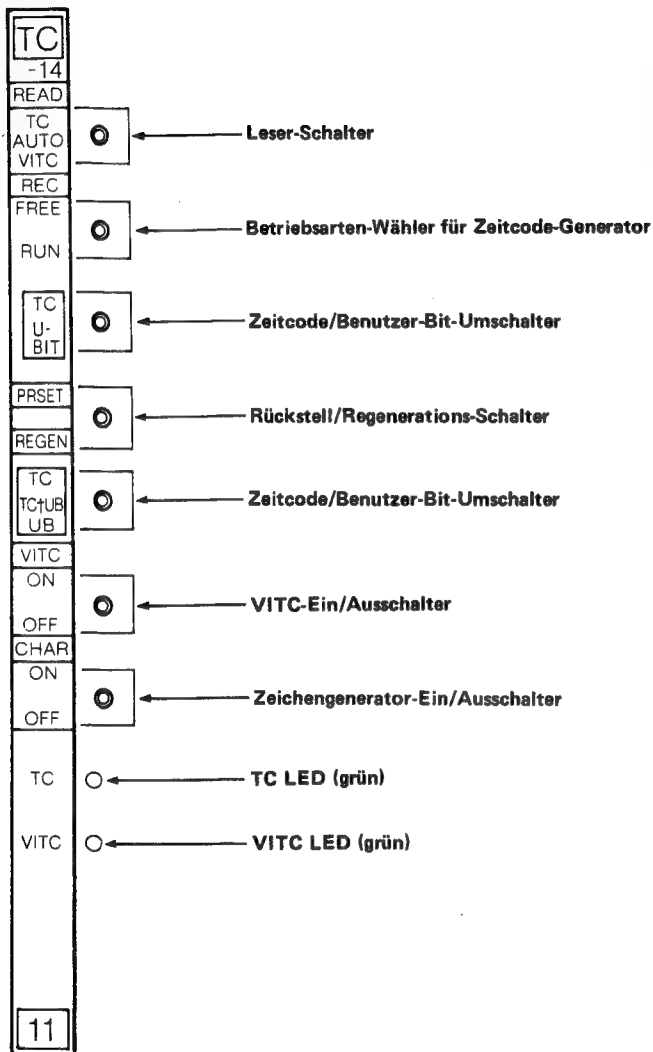 TC
-14
READ
TC
AUTO
VITC
Leser-Schalter
REC
FREE
RUN
Betriebsarten-Wähler für Zeitcode-Generator
TC
U-
BIT
Zeitcode/Benutzer-Bit-Umschalter
PRSET
REGEN
Rückstell/Regenerations-Schalter
TC
TC+UB
UB
Zeitcode/Benutzer-Bit-Umschalter
VITC
ON
OFF
VITC-Ein/Ausschalter
CHAR
ON
OFF
Zeichengenerator-Ein/Ausschalter
TC
TC LED (grün)
VITC
VITC LED (grün)
11